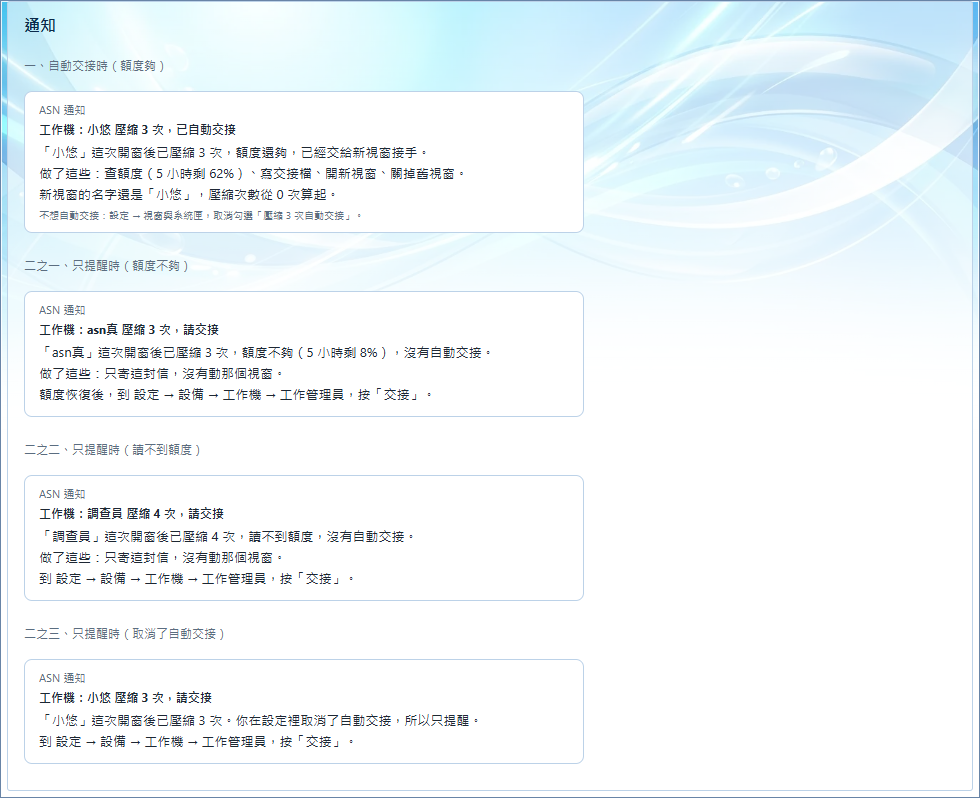 通知
一、自動交接時（額度夠）
ASN 通知
工作機：小悠 壓縮 3 次，已自動交接
「小悠」這次開窗後已壓縮 3 次，額度還夠，已經交給新視窗接手。
做了這些：查額度（5 小時剩 62%）、寫交接檔、開新視窗、關掉舊視窗。
新視窗的名字還是「小悠」，壓縮次數從 0 次算起。
不想自動交接：設定 → 視窗與系統匣，取消勾選「壓縮 3 次自動交接」。
二之一、只提醒時（額度不夠）
ASN 通知
工作機：asn真 壓縮 3 次，請交接
「asn真」這次開窗後已壓縮 3 次，額度不夠（5 小時剩 8%），沒有自動交接。
做了這些：只寄這封信，沒有動那個視窗。
額度恢復後，到 設定 → 設備 → 工作機 → 工作管理員，按「交接」。
二之二、只提醒時（讀不到額度）
ASN 通知
工作機：調查員 壓縮 4 次，請交接
「調查員」這次開窗後已壓縮 4 次，讀不到額度，沒有自動交接。
做了這些：只寄這封信，沒有動那個視窗。
到 設定 → 設備 → 工作機 → 工作管理員，按「交接」。
二之三、只提醒時（取消了自動交接）
ASN 通知
工作機：小悠 壓縮 3 次，請交接
「小悠」這次開窗後已壓縮 3 次。你在設定裡取消了自動交接，所以只提醒。
到 設定 → 設備 → 工作機 → 工作管理員，按「交接」。